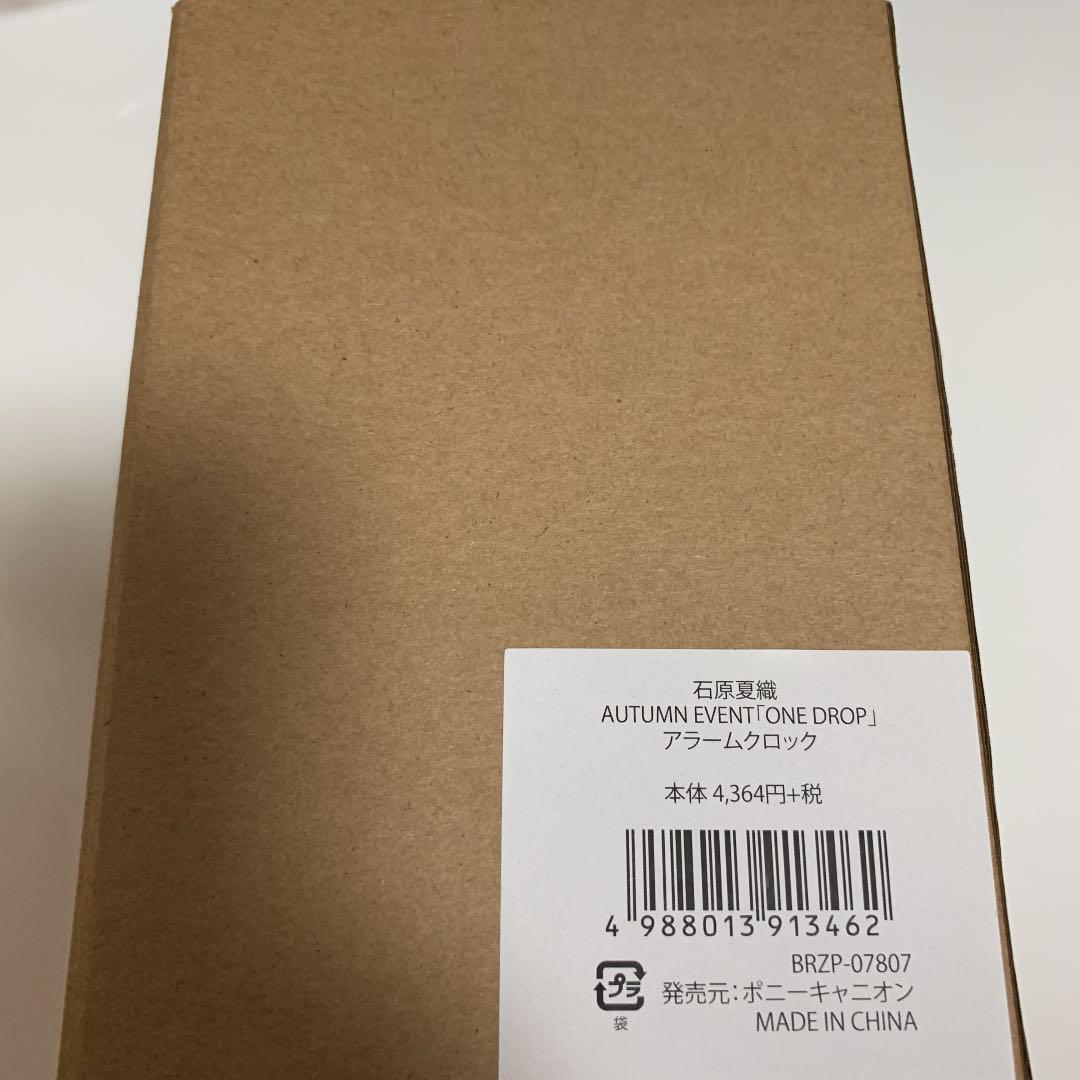 石原夏織
AUTUMN EVENT「ONE DROP」
アラームクロック
本体 4,364円+税
4 988013 913462
BRZP-07807
プラ
発売元：ポニーキャニオン
袋
MADE IN CHINA